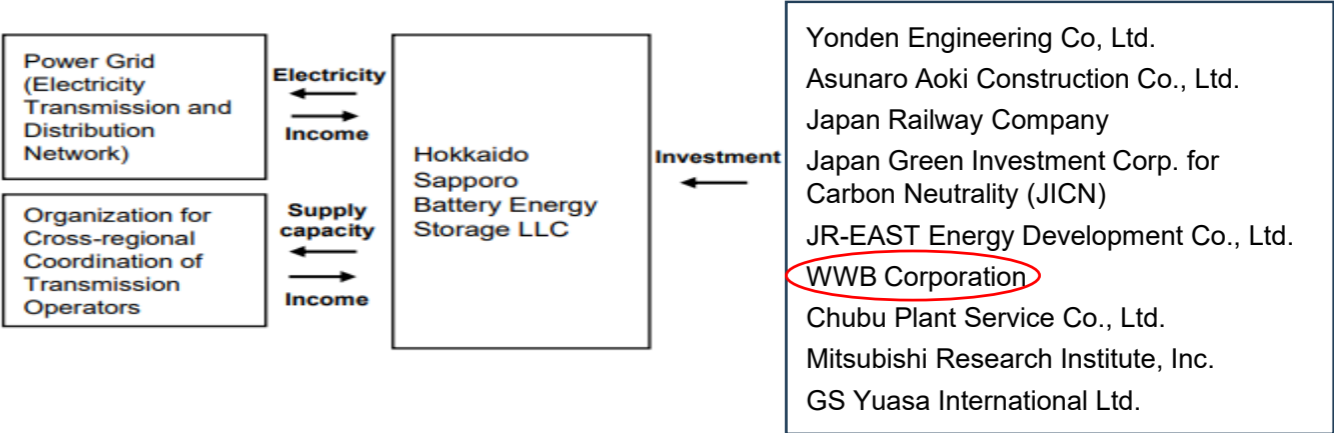 Power Grid
(Electricity
Transmission and
Distribution
Network)
Electricity
Income
Organization for
Cross-regional
Coordination of
Transmission
Operators
Supply
capacity
Income
Hokkaido
Sapporo
Battery Energy
Storage LLC
Investment
Yonden Engineering Co, Ltd.
Asunaro Aoki Construction Co., Ltd.
Japan Railway Company
Japan Green Investment Corp. for
Carbon Neutrality (JICN)
JR-EAST Energy Development Co., Ltd.
WWB Corporation
Chubu Plant Service Co., Ltd.
Mitsubishi Research Institute, Inc.
GS Yuasa International Ltd.